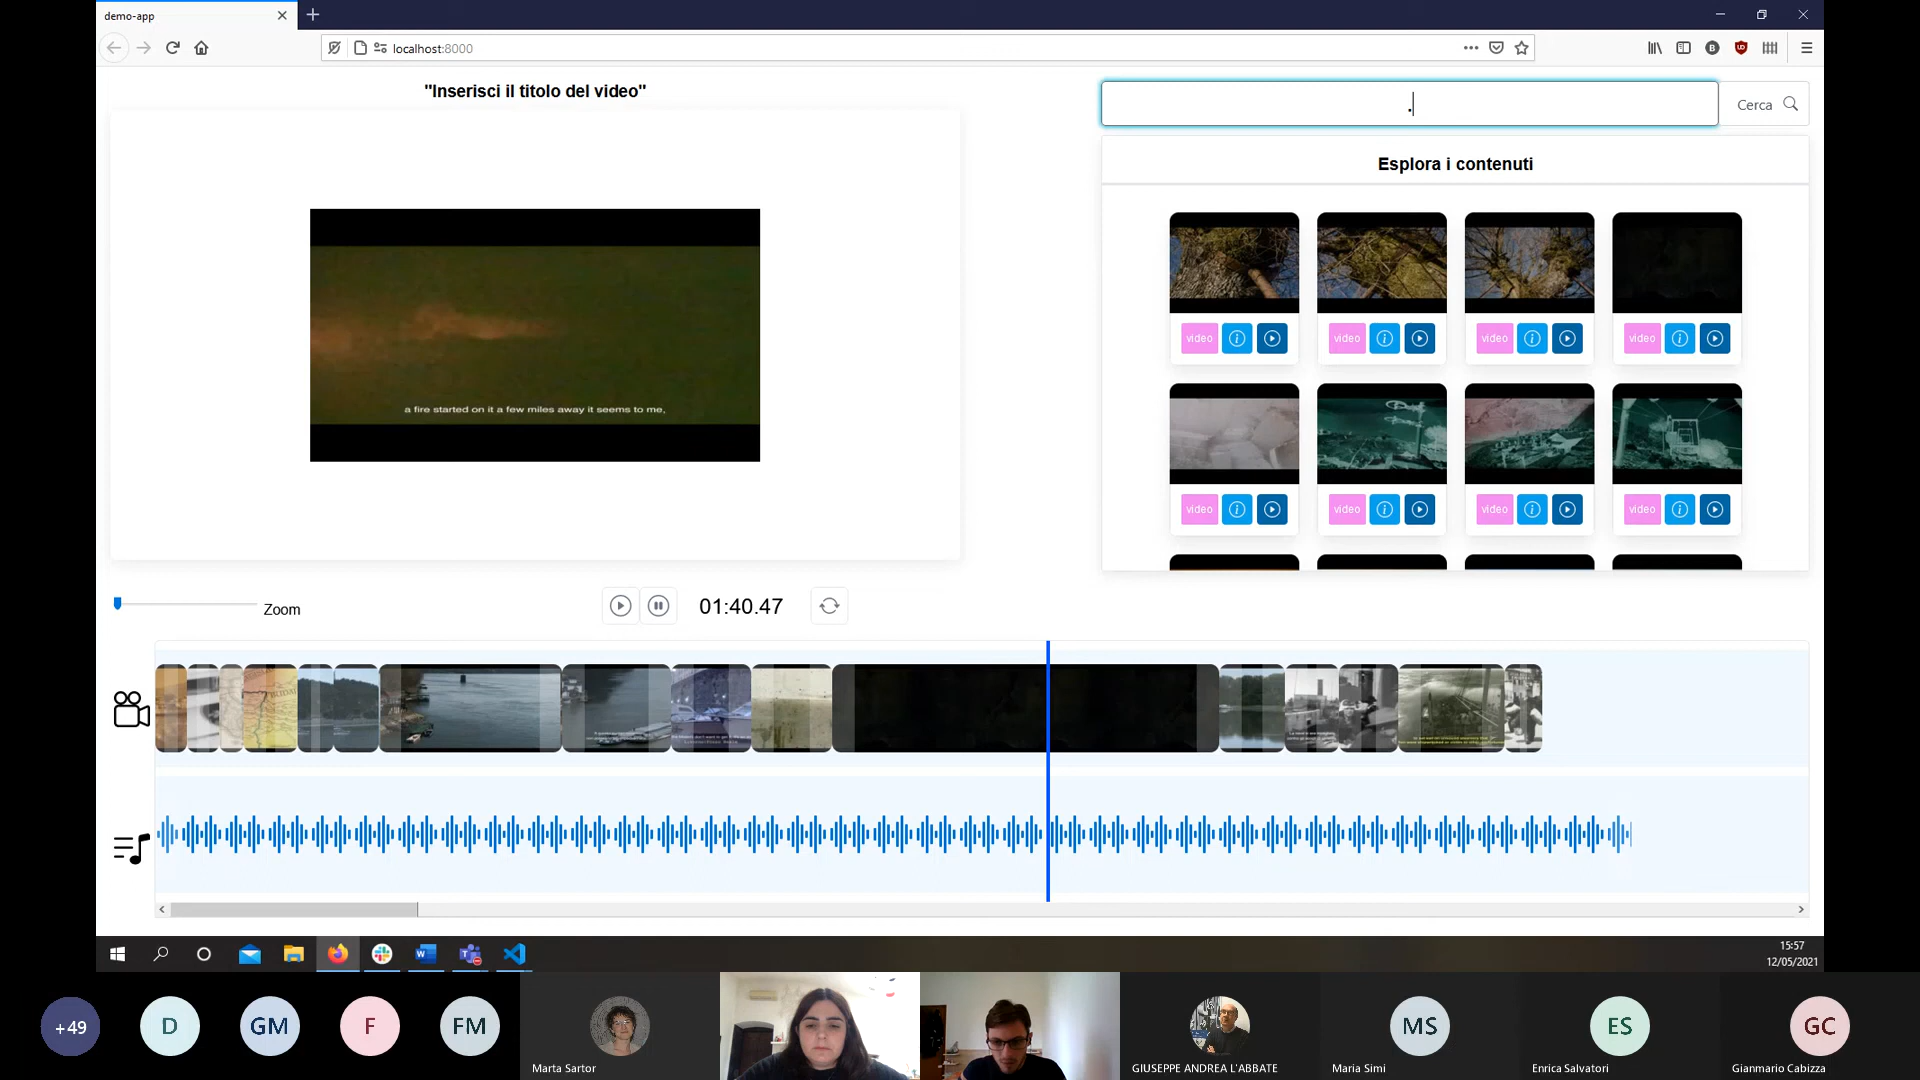 demo-app
localhost:8000
"Inserisci il titolo del video"
.
Cerca
Esplora i contenuti
video
video
video
video
a fire started on it a few miles away it seems to me,
video
video
video
video
Zoom
01:40.47
15:57
12/05/2021
+49
D
GM
F
FM
Marta Sartor
GIUSEPPE ANDREA L'ABBATE
MS
Maria Simi
ES
Enrica Salvatori
GC
Gianmario Cabizza